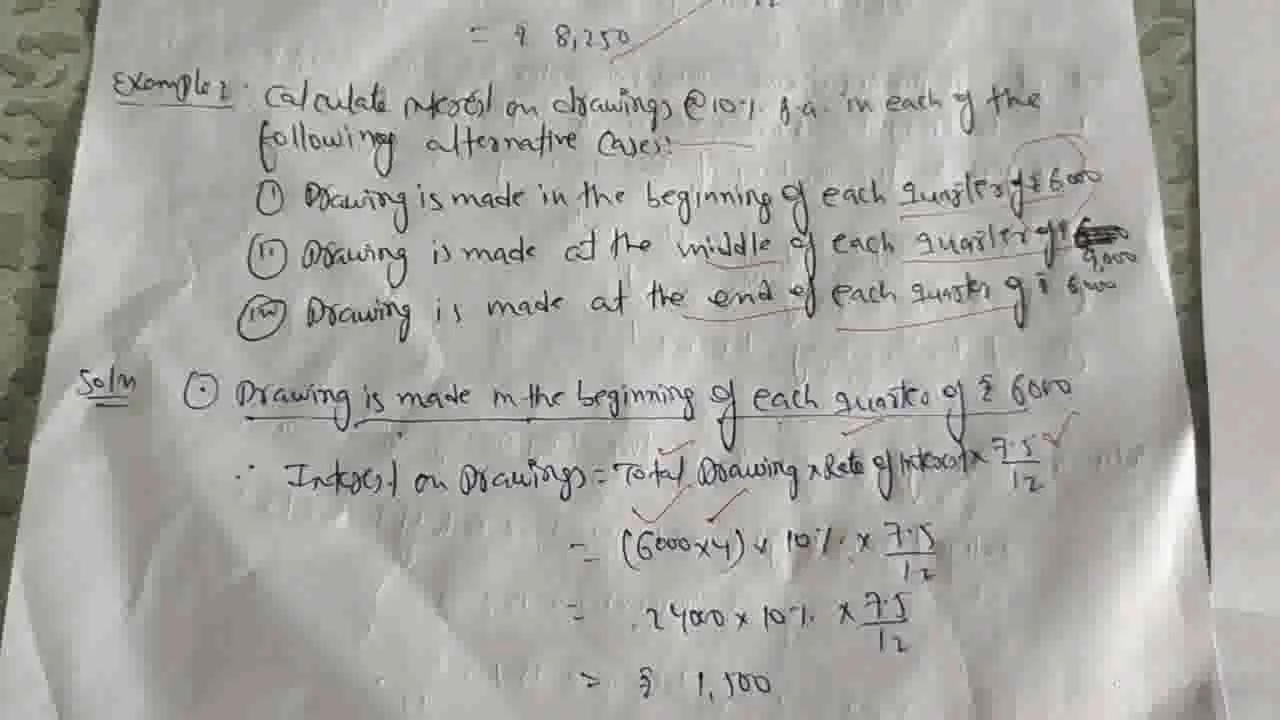 = ₹ 8,250
12
Example: Calculate interest on drawings @10% p.a. in each of the
following alternative Cases:
(i) Drawing is made in the beginning of each quarter of ₹ 6000
(ii) Drawing is made at the middle of each quarter of ₹
9,000
(iii) Drawing is made at the end of each quarter of ₹ 6,000
Soln (i) Drawing is made in the beginning of each quarter of ₹ 6000
∴ Interest on Drawings = Total Drawing × Rate of Interest × 7.5/12
= (6000×4) × 10% × 7.5/12
= 24000 × 10% × 7.5/12
= ₹ 1,500